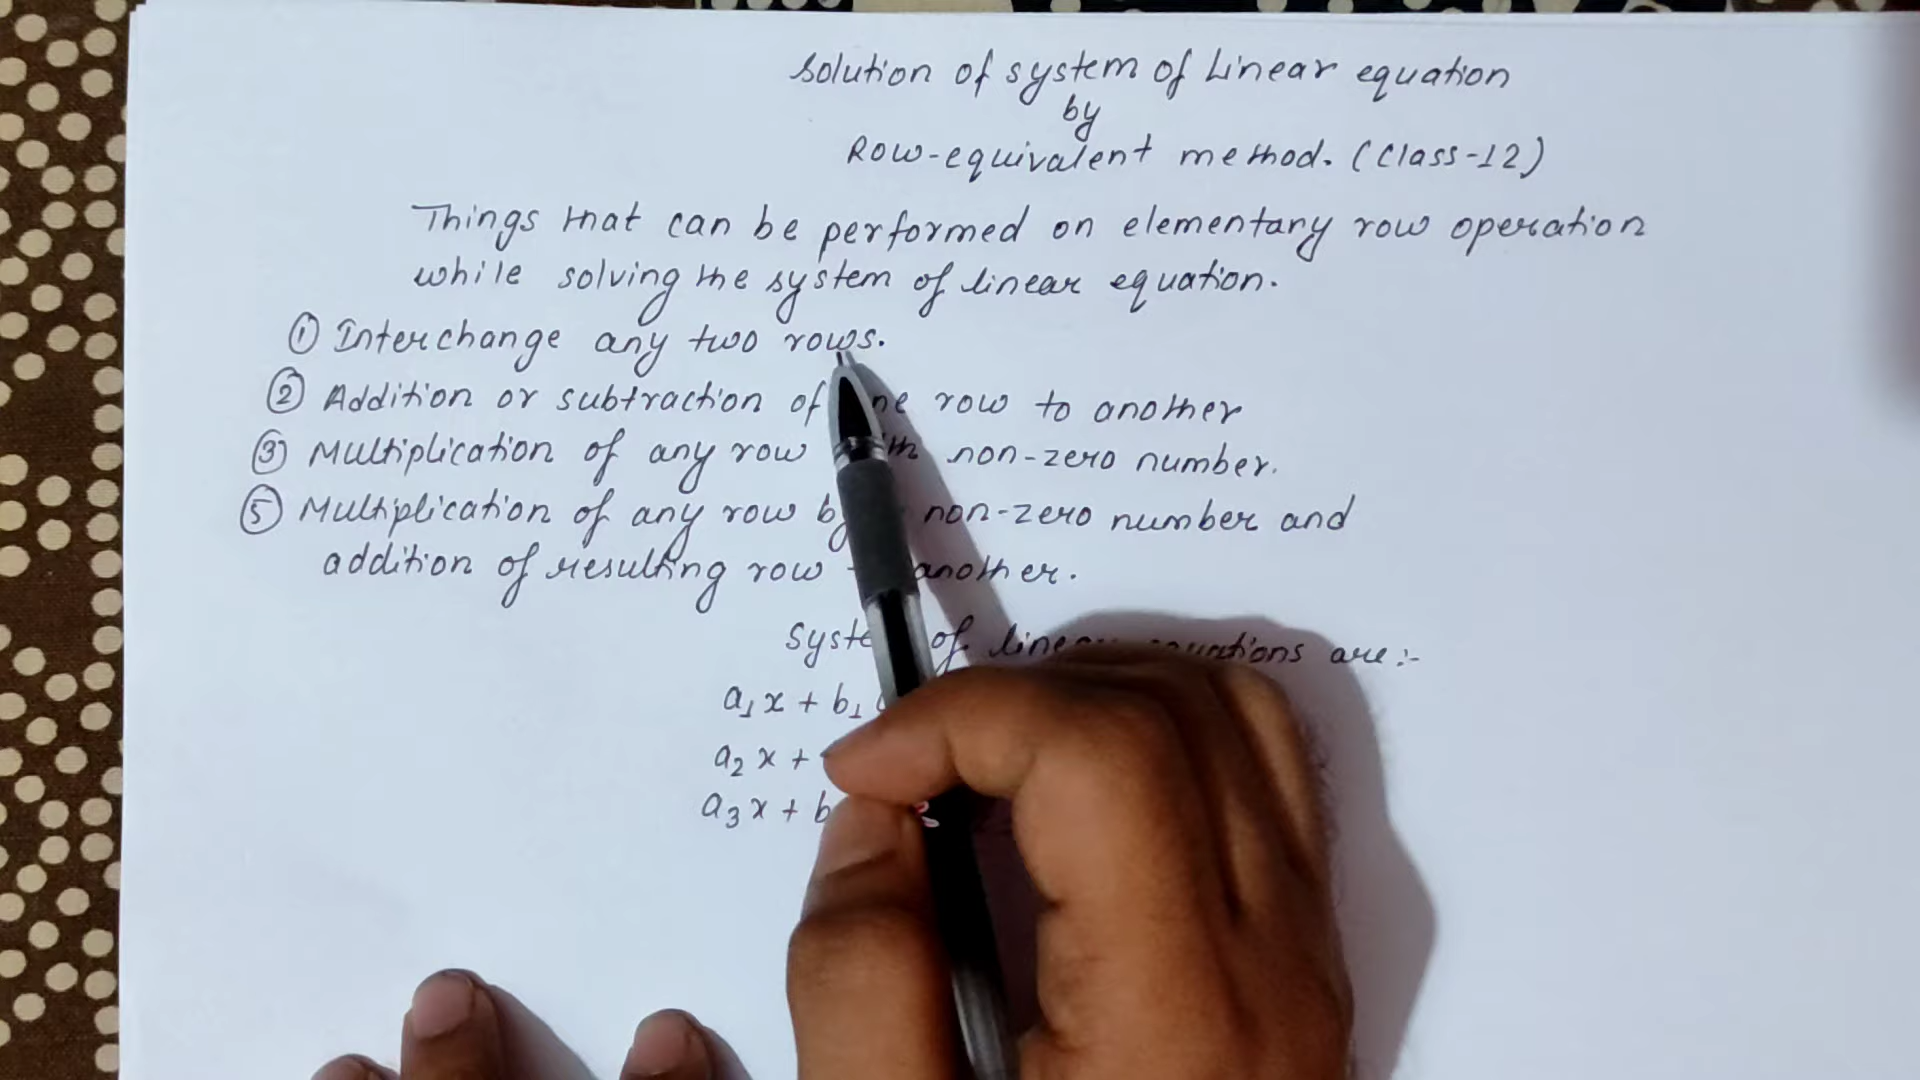 Solution of system of Linear equation
by
Row-equivalent method. (Class-12)
Things that can be performed on elementary row operation
while solving the system of linear equation.
① Interchange any two rows.
② Addition or subtraction of row to another
③ Multiplication of any row non-zero number.
⑤ Multiplication of any row non-zero number and
addition of resulting row another.
of equations are:-
a₁x + b₁
a₂x +
a₃x + b